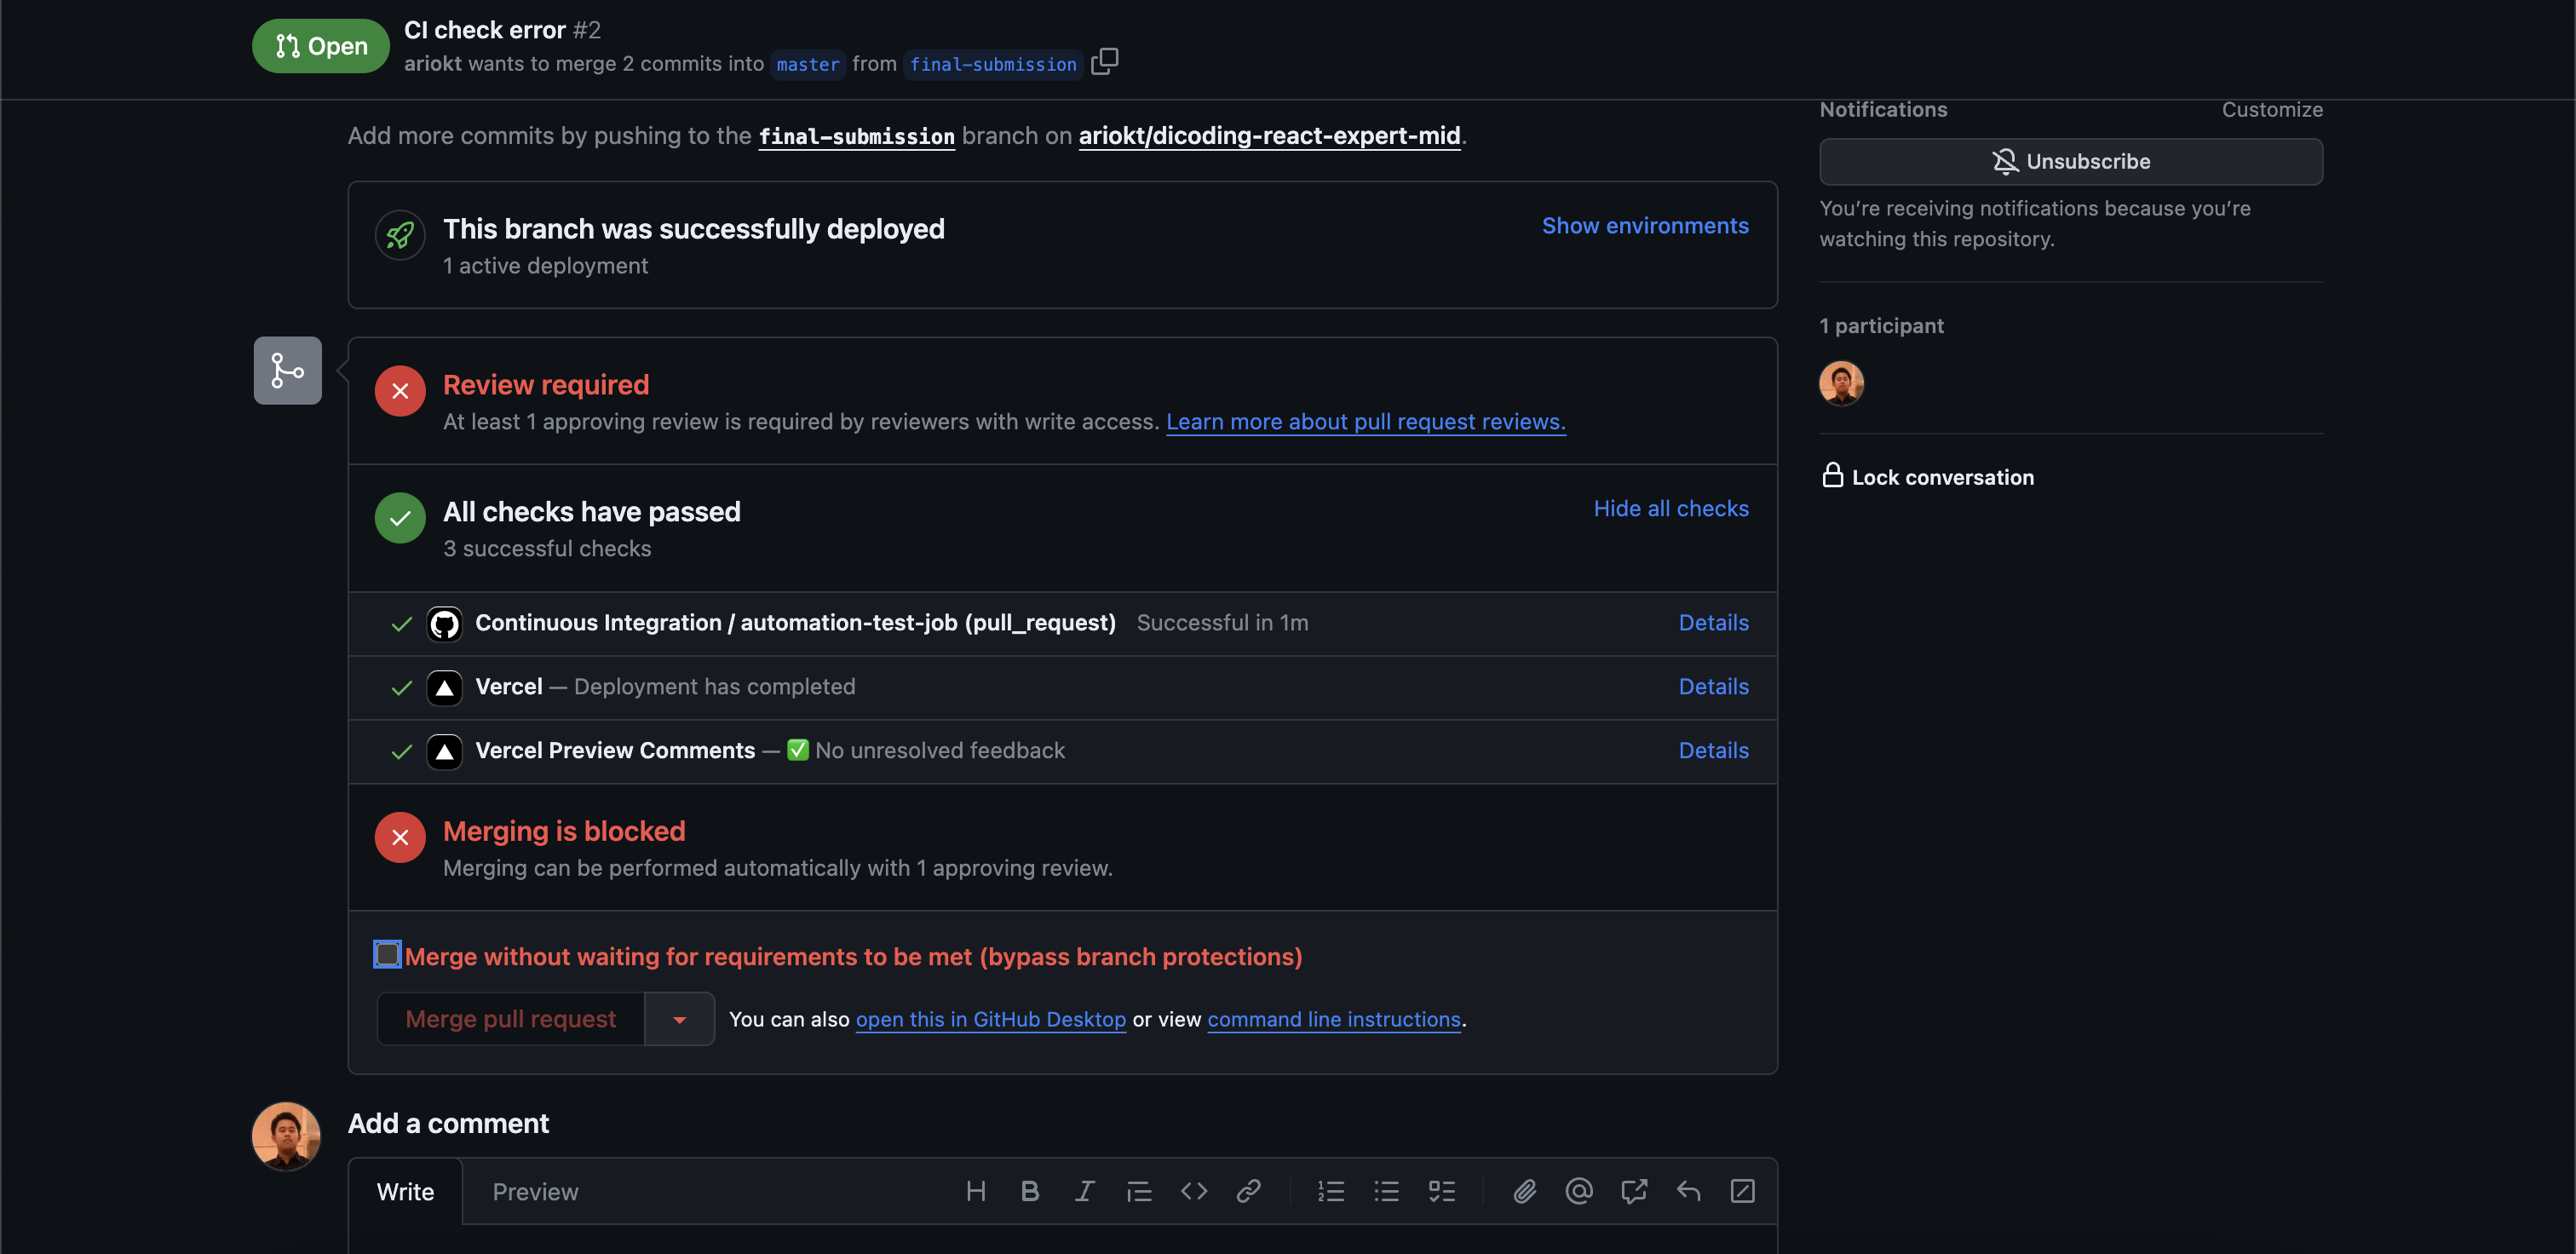 Open
CI check error #2
ariokt wants to merge 2 commits into master from final-submission
Add more commits by pushing to the final-submission branch on ariokt/dicoding-react-expert-mid.
This branch was successfully deployed
1 active deployment
Show environments
Review required
At least 1 approving review is required by reviewers with write access. Learn more about pull request reviews.
All checks have passed
3 successful checks
Hide all checks
Continuous Integration / automation-test-job (pull_request) Successful in 1m Details
Vercel — Deployment has completed Details
Vercel Preview Comments — ✅ No unresolved feedback Details
Merging is blocked
Merging can be performed automatically with 1 approving review.
Merge without waiting for requirements to be met (bypass branch protections)
Merge pull request
You can also open this in GitHub Desktop or view command line instructions.
Add a comment
Write Preview
Notifications Customize
Unsubscribe
You’re receiving notifications because you’re
watching this repository.
1 participant
Lock conversation